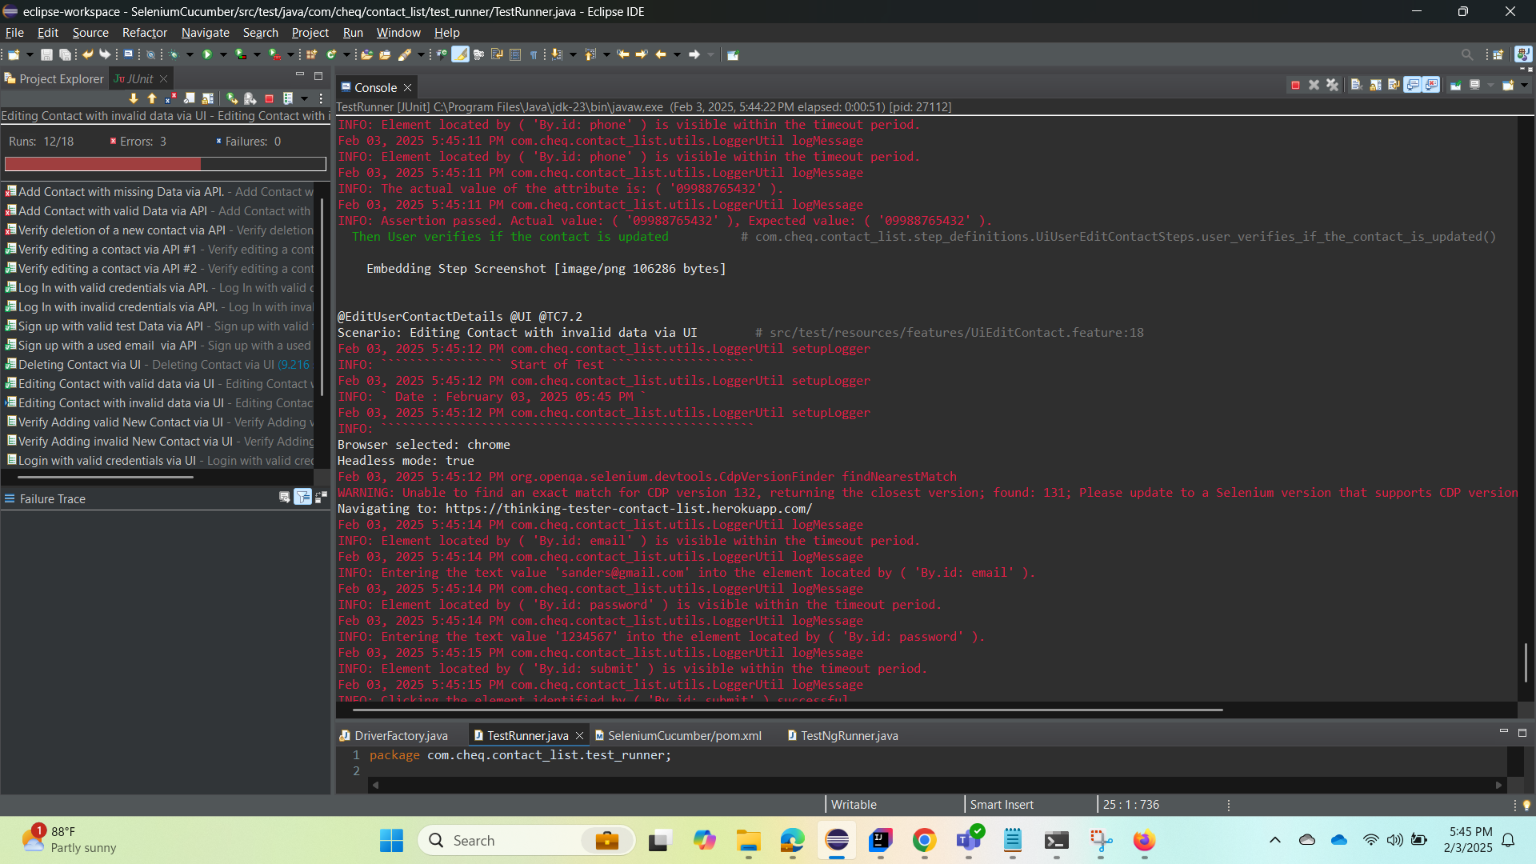 eclipse-workspace - SeleniumCucumber/src/test/java/com/cheq/contact_list/test_runner/TestRunner.java - Eclipse IDE
File Edit Source Refactor Navigate Search Project Run Window Help
Project Explorer JUnit
Editing Contact with invalid data via UI - Editing Contact with i
Runs: 12/18 Errors: 3 Failures: 0
Add Contact with missing Data via API. - Add Contact w
Add Contact with valid Data via API - Add Contact with
Verify deletion of a new contact via API - Verify deletion
Verify editing a contact via API #1 - Verify editing a cont
Verify editing a contact via API #2 - Verify editing a cont
Log In with valid credentials via API. - Log In with valid c
Log In with invalid credentials via API. - Log In with inva
Sign up with valid test Data via API - Sign up with valid
Sign up with a used email via API - Sign up with a used
Deleting Contact via UI - Deleting Contact via UI (9.216
Editing Contact with valid data via UI - Editing Contact v
Editing Contact with invalid data via UI - Editing Contac
Verify Adding valid New Contact via UI - Verify Adding v
Verify Adding invalid New Contact via UI - Verify Adding
Login with valid credentials via UI - Login with valid cre
Failure Trace
Console
TestRunner [JUnit] C:\Program Files\Java\jdk-23\bin\javaw.exe (Feb 3, 2025, 5:44:22 PM elapsed: 0:00:51) [pid: 27112]
INFO: Element located by ( 'By.id: phone' ) is visible within the timeout period.
Feb 03, 2025 5:45:11 PM com.cheq.contact_list.utils.LoggerUtil logMessage
INFO: Element located by ( 'By.id: phone' ) is visible within the timeout period.
Feb 03, 2025 5:45:11 PM com.cheq.contact_list.utils.LoggerUtil logMessage
INFO: The actual value of the attribute is: ( '09988765432' ).
Feb 03, 2025 5:45:11 PM com.cheq.contact_list.utils.LoggerUtil logMessage
INFO: Assertion passed. Actual value: ( '09988765432' ), Expected value: ( '09988765432' ).
Then User verifies if the contact is updated # com.cheq.contact_list.step_definitions.UiUserEditContactSteps.user_verifies_if_the_contact_is_updated()
Embedding Step Screenshot [image/png 106286 bytes]
@EditUserContactDetails @UI @TC7.2
Scenario: Editing Contact with invalid data via UI # src/test/resources/features/UiEditContact.feature:18
Feb 03, 2025 5:45:12 PM com.cheq.contact_list.utils.LoggerUtil setupLogger
INFO: ````````````````` Start of Test ````````````````````
Feb 03, 2025 5:45:12 PM com.cheq.contact_list.utils.LoggerUtil setupLogger
INFO: ` Date : February 03, 2025 05:45 PM `
Feb 03, 2025 5:45:12 PM com.cheq.contact_list.utils.LoggerUtil setupLogger
INFO: ````````````````````````````````````````````````````
Browser selected: chrome
Headless mode: true
Feb 03, 2025 5:45:12 PM org.openqa.selenium.devtools.CdpVersionFinder findNearestMatch
WARNING: Unable to find an exact match for CDP version 132, returning the closest version; found: 131; Please update to a Selenium version that supports CDP version
Navigating to: https://thinking-tester-contact-list.herokuapp.com/
Feb 03, 2025 5:45:14 PM com.cheq.contact_list.utils.LoggerUtil logMessage
INFO: Element located by ( 'By.id: email' ) is visible within the timeout period.
Feb 03, 2025 5:45:14 PM com.cheq.contact_list.utils.LoggerUtil logMessage
INFO: Entering the text value 'sanders@gmail.com' into the element located by ( 'By.id: email' ).
Feb 03, 2025 5:45:14 PM com.cheq.contact_list.utils.LoggerUtil logMessage
INFO: Element located by ( 'By.id: password' ) is visible within the timeout period.
Feb 03, 2025 5:45:14 PM com.cheq.contact_list.utils.LoggerUtil logMessage
INFO: Entering the text value '1234567' into the element located by ( 'By.id: password' ).
Feb 03, 2025 5:45:15 PM com.cheq.contact_list.utils.LoggerUtil logMessage
INFO: Element located by ( 'By.id: submit' ) is visible within the timeout period.
Feb 03, 2025 5:45:15 PM com.cheq.contact_list.utils.LoggerUtil logMessage
INFO: Clicking the element identified by ( 'By.id: submit' ) successful
DriverFactory.java TestRunner.java SeleniumCucumber/pom.xml TestNgRunner.java
1 package com.cheq.contact_list.test_runner;
2
Writable Smart Insert 25 : 1 : 736
1 88°F
Partly sunny
Search
5:45 PM
2/3/2025